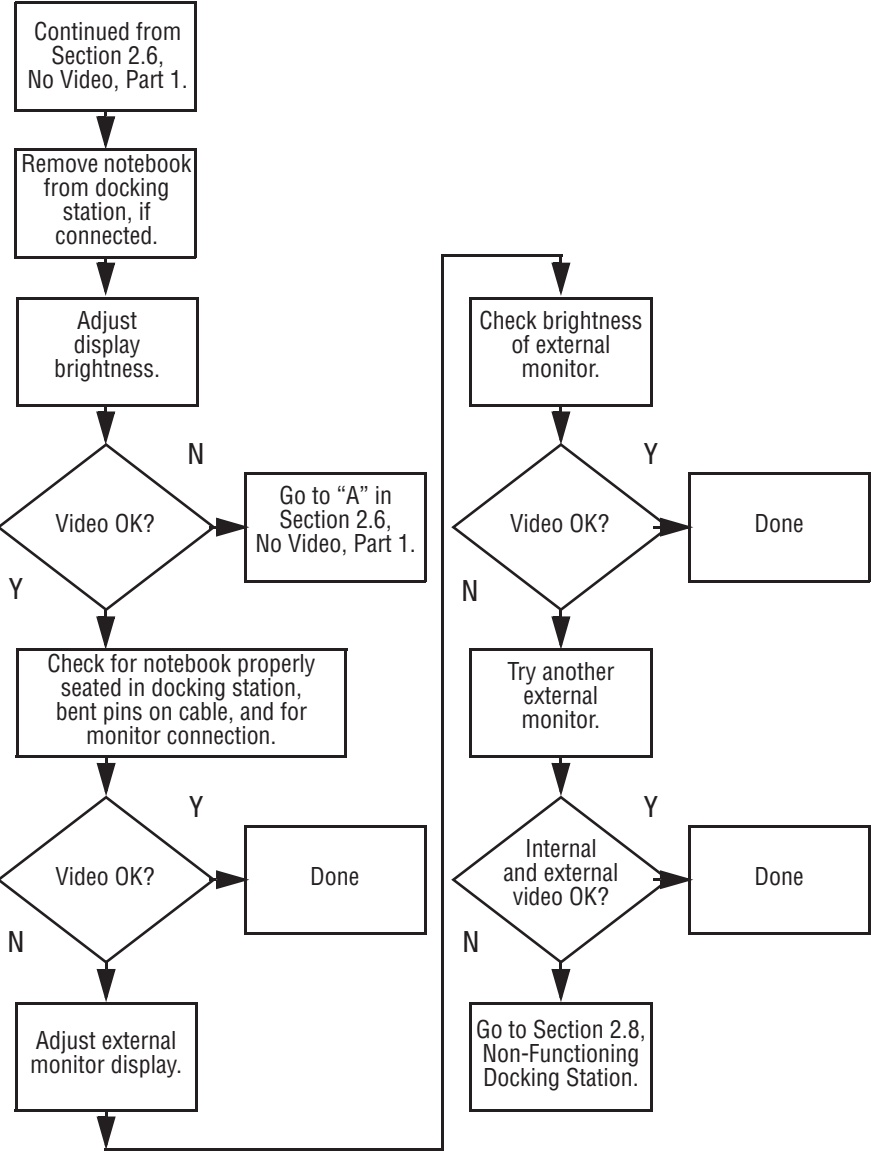 Continued from
Section 2.6,
No Video, Part 1.
Remove notebook
from docking
station, if
connected.
Adjust
display
brightness.
Video OK?
N
Go to “A” in
Section 2.6,
No Video, Part 1.
Y
Check for notebook properly
seated in docking station,
bent pins on cable, and for
monitor connection.
Video OK?
Y
Done
N
Adjust external
monitor display.
Check brightness
of external
monitor.
Video OK?
Y
Done
N
Try another
external
monitor.
Internal
and external
video OK?
Y
Done
N
Go to Section 2.8,
Non-Functioning
Docking Station.